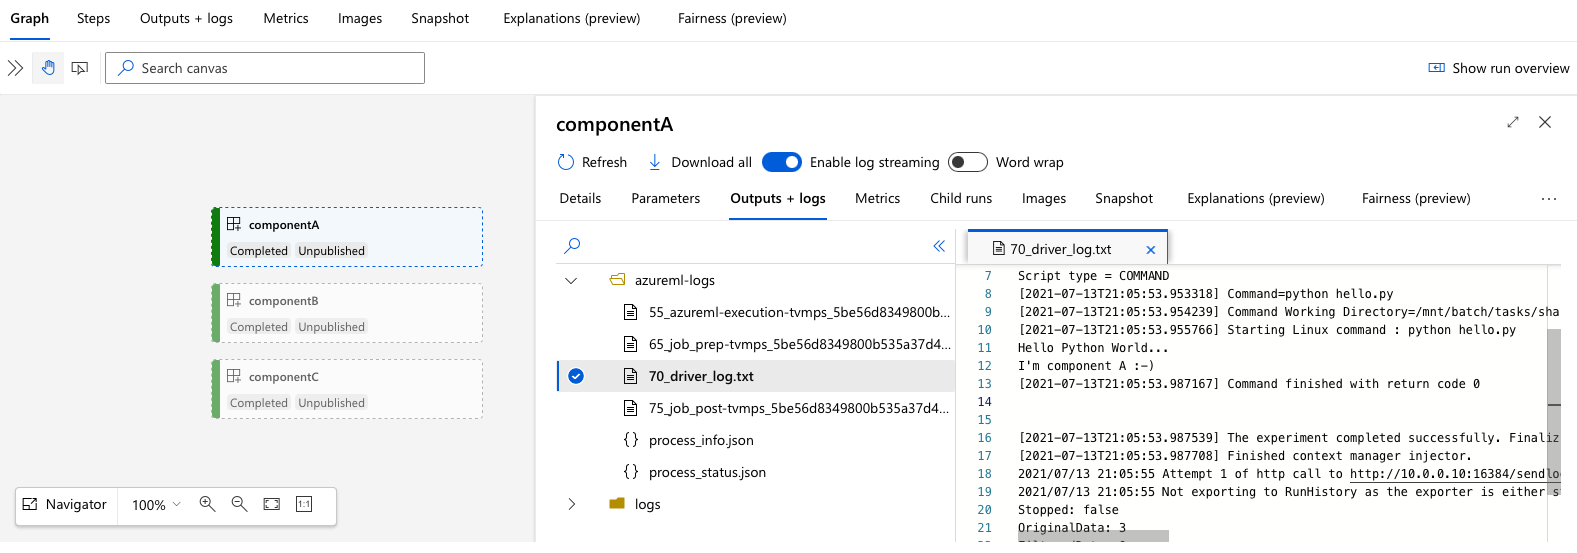 Graph Steps Outputs + logs Metrics Images Snapshot Explanations (preview) Fairness (preview)
Search canvas
Show run overview
componentA
Completed Unpublished
componentB
Completed Unpublished
componentC
Completed Unpublished
Navigator 100% 1:1
componentA
Refresh Download all Enable log streaming Word wrap
Details Parameters Outputs + logs Metrics Child runs Images Snapshot Explanations (preview) Fairness (preview) ...
azureml-logs
55_azureml-execution-tvmps_5be56d8349800b...
65_job_prep-tvmps_5be56d8349800b535a37d4...
70_driver_log.txt
75_job_post-tvmps_5be56d8349800b535a37d4...
{} process_info.json
{} process_status.json
logs
70_driver_log.txt
7 Script type = COMMAND
8 [2021-07-13T21:05:53.953318] Command=python hello.py
9 [2021-07-13T21:05:53.954239] Command Working Directory=/mnt/batch/tasks/sha
10 [2021-07-13T21:05:53.955766] Starting Linux command : python hello.py
11 Hello Python World...
12 I'm component A :-)
13 [2021-07-13T21:05:53.987167] Command finished with return code 0
14
15
16 [2021-07-13T21:05:53.987539] The experiment completed successfully. Finaliz
17 [2021-07-13T21:05:53.987708] Finished context manager injector.
18 2021/07/13 21:05:55 Attempt 1 of http call to http://10.0.0.10:16384/sendlo
19 2021/07/13 21:05:55 Not exporting to RunHistory as the exporter is either s
20 Stopped: false
21 OriginalData: 3